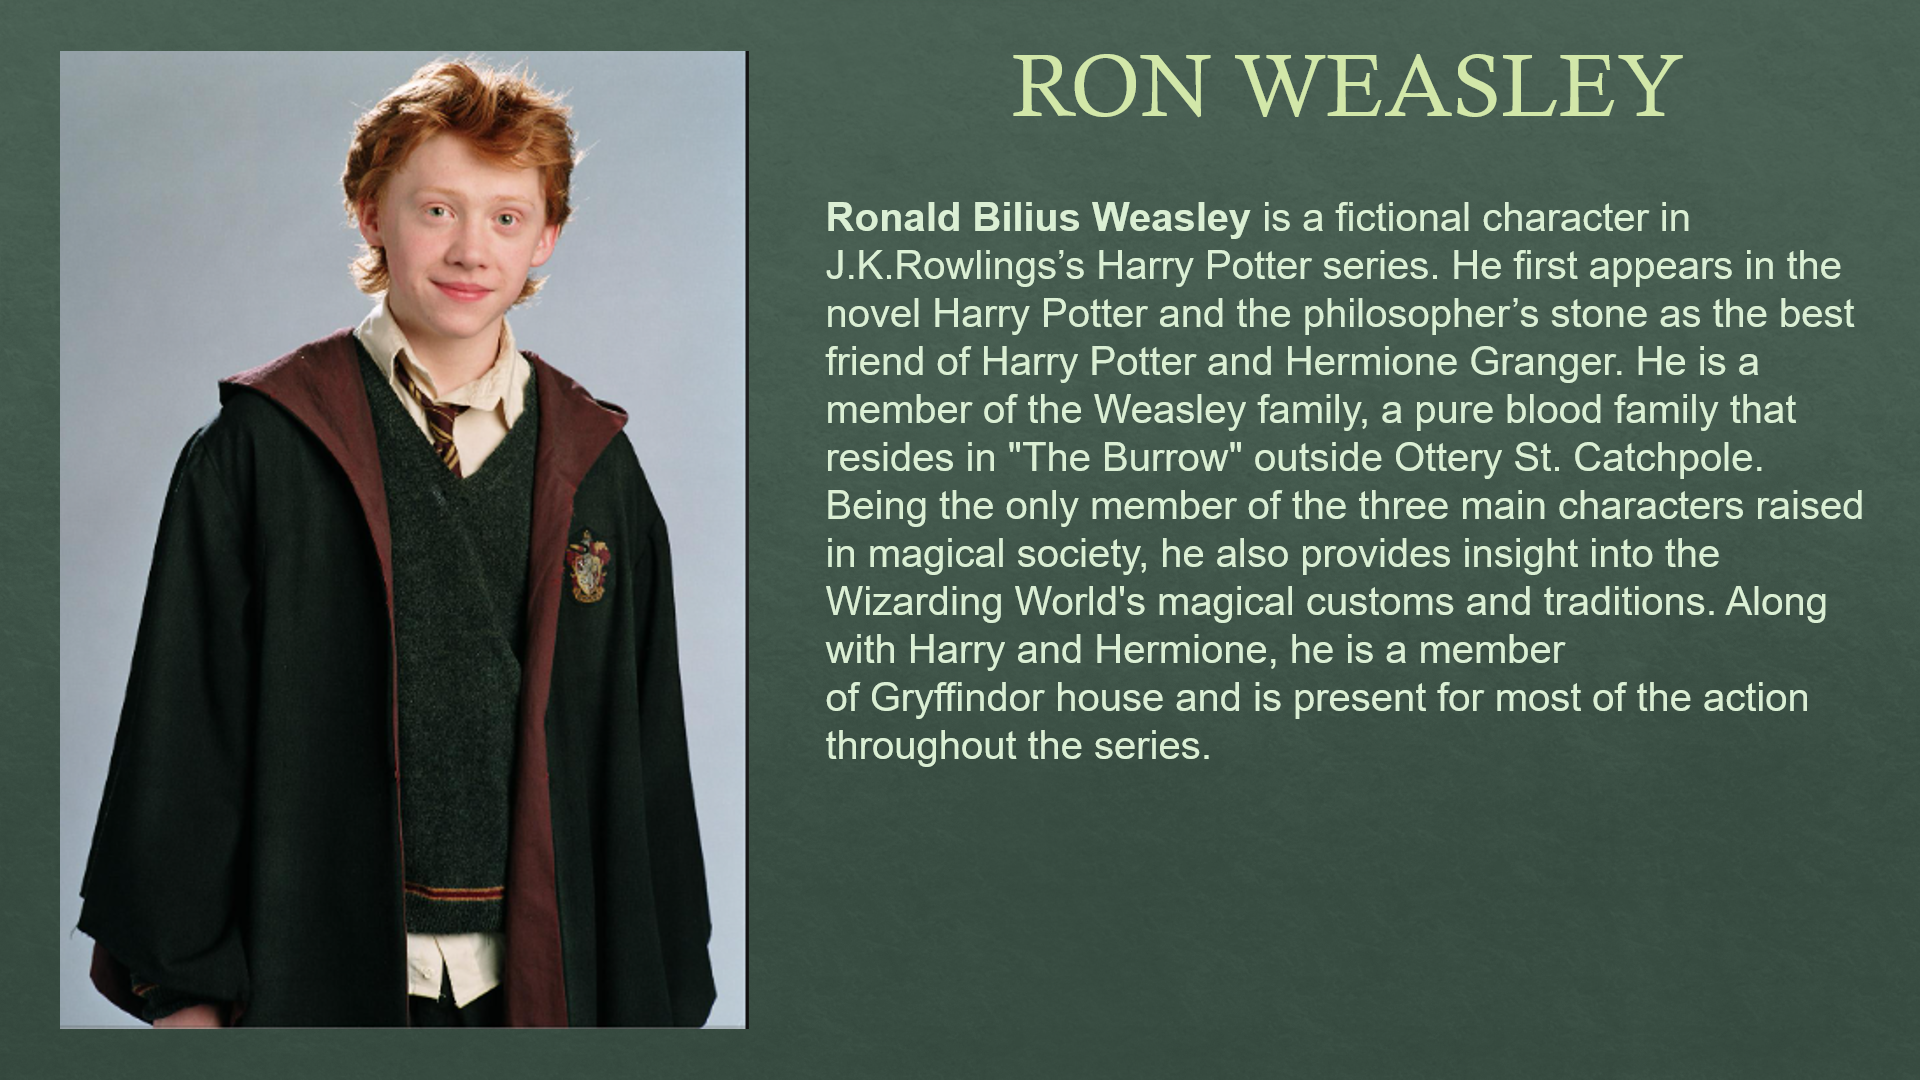 RON WEASLEY
Ronald Bilius Weasley is a fictional character in
J.K.Rowlings’s Harry Potter series. He first appears in the
novel Harry Potter and the philosopher’s stone as the best
friend of Harry Potter and Hermione Granger. He is a
member of the Weasley family, a pure blood family that
resides in "The Burrow" outside Ottery St. Catchpole.
Being the only member of the three main characters raised
in magical society, he also provides insight into the
Wizarding World's magical customs and traditions. Along
with Harry and Hermione, he is a member
of Gryffindor house and is present for most of the action
throughout the series.